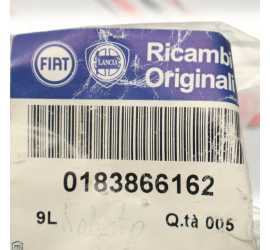 FIAT LANCIA Ricambi
Originali
0183866162
9L Q.tà 005